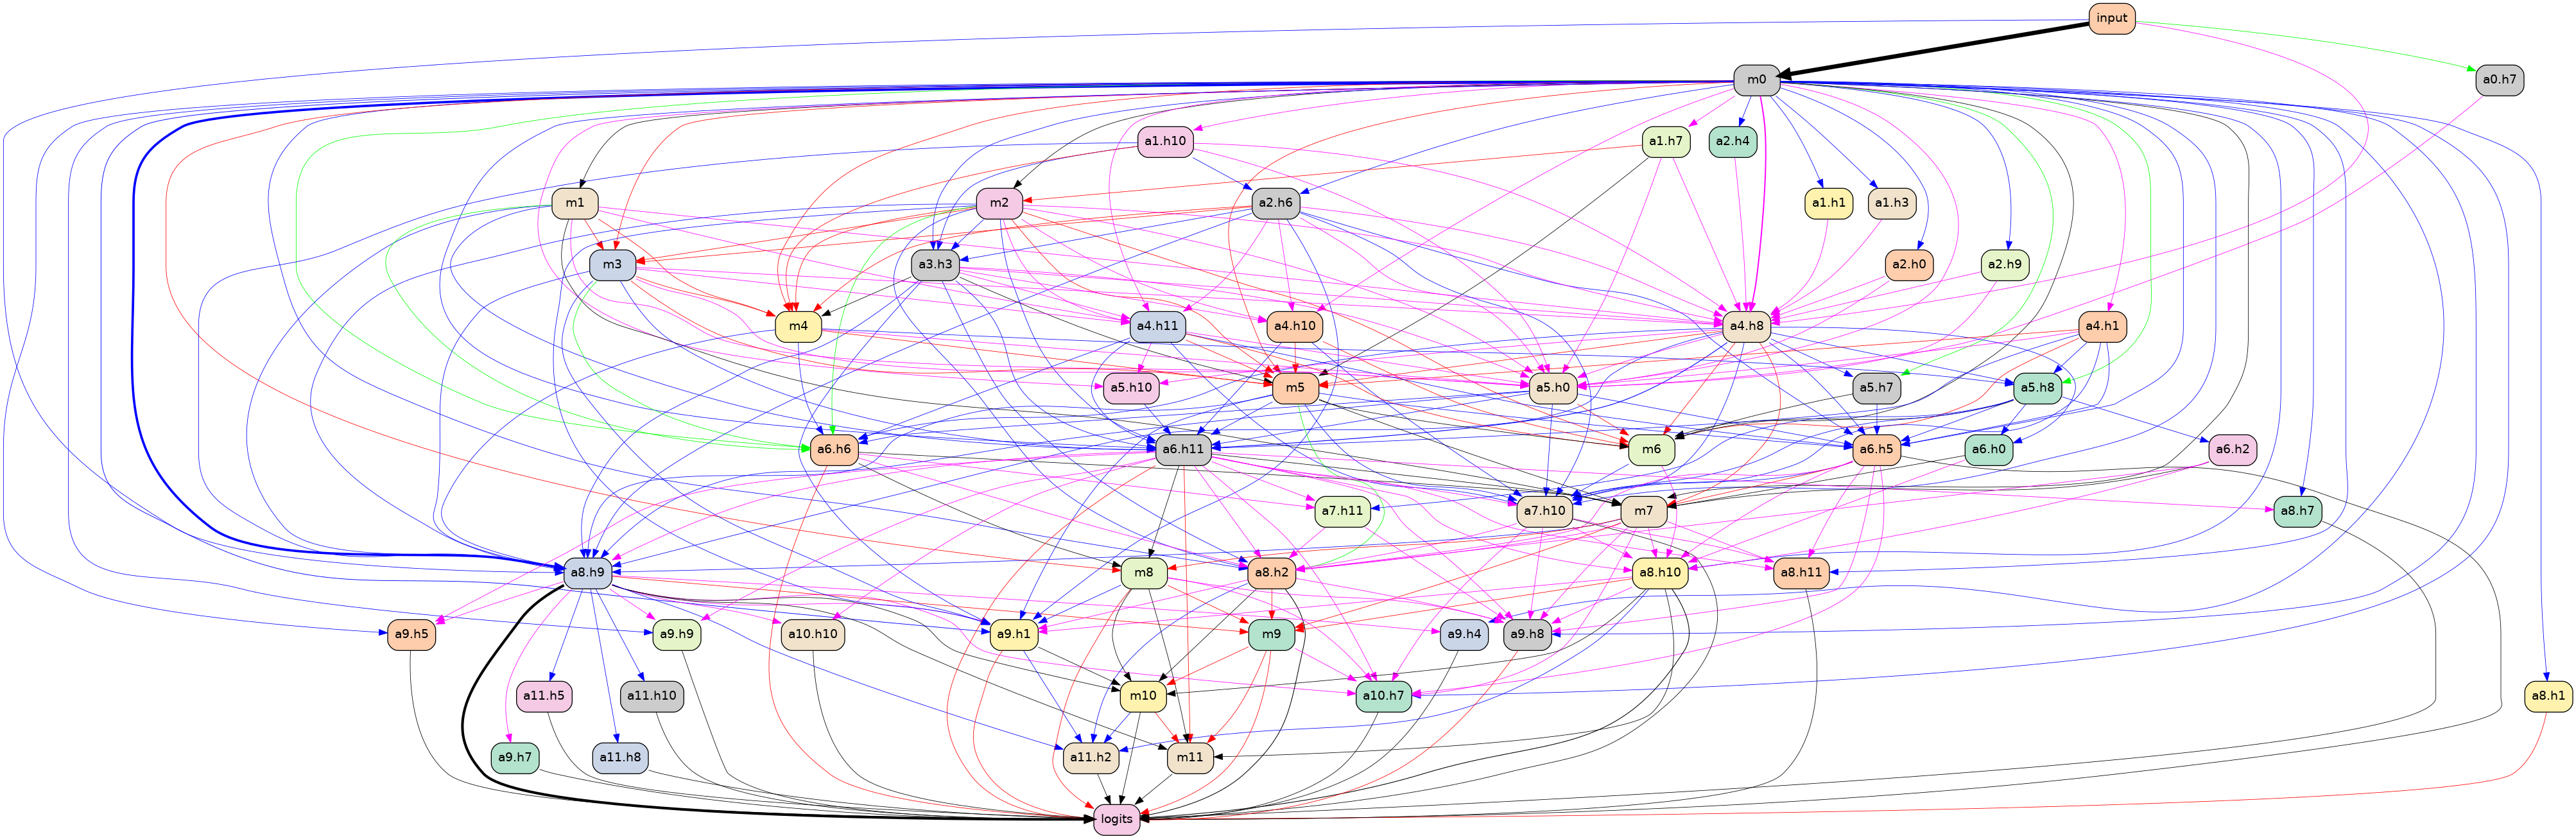 input
m0 a0.h7
a1.h10 a1.h7 a2.h4
m1 m2 a2.h6 a1.h1 a1.h3
m3 a3.h3 a2.h0 a2.h9
m4 a4.h11 a4.h10 a4.h8 a4.h1
a5.h10 m5 a5.h0 a5.h7 a5.h8
a6.h6 a6.h11 m6 a6.h5 a6.h0 a6.h2
a7.h11 a7.h10 m7 a8.h7
a8.h9 m8 a8.h2 a8.h10 a8.h11
a9.h5 a9.h9 a10.h10 a9.h1 m9 a9.h4 a9.h8
a11.h5 a11.h10 m10 a10.h7 a8.h1
a9.h7 a11.h8 a11.h2 m11
logits